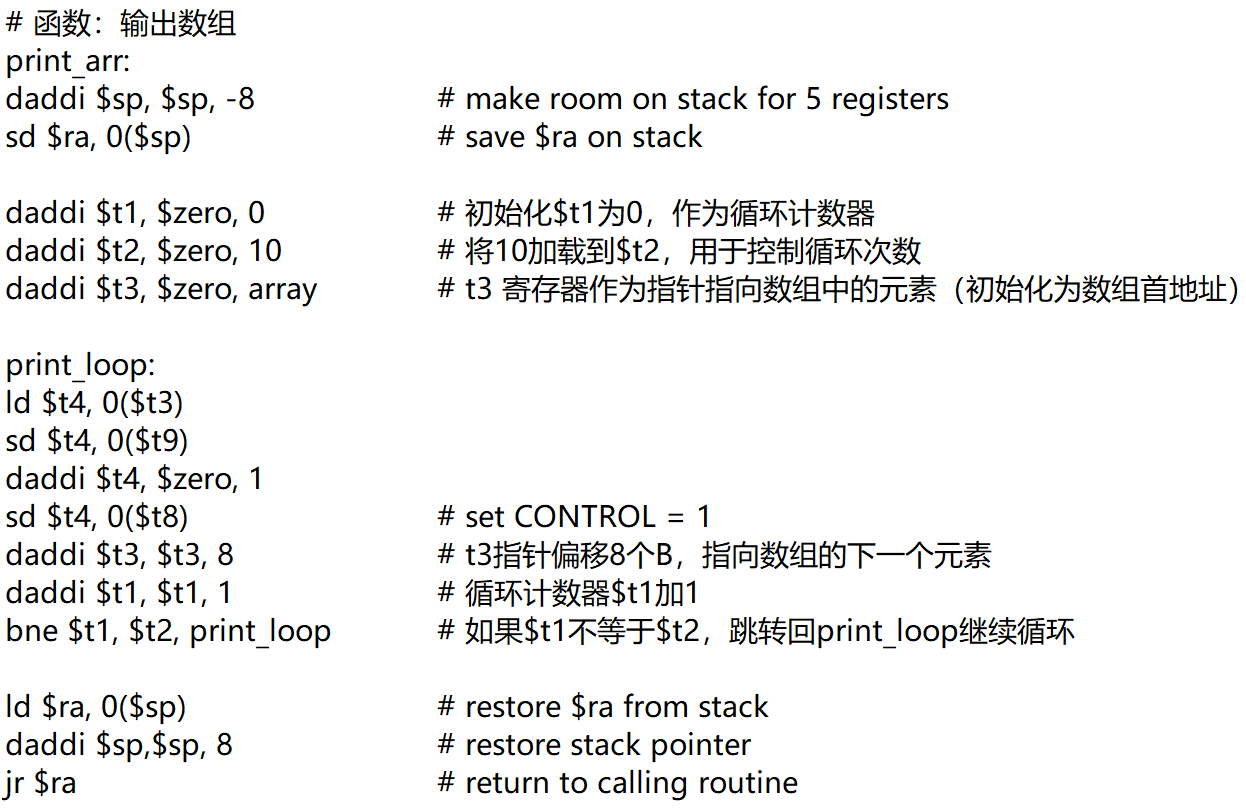 # 函数：输出数组
print_arr:
daddi $sp, $sp, -8 # make room on stack for 5 registers
sd $ra, 0($sp) # save $ra on stack
daddi $t1, $zero, 0 # 初始化$t1为0，作为循环计数器
daddi $t2, $zero, 10 # 将10加载到$t2，用于控制循环次数
daddi $t3, $zero, array # t3 寄存器作为指针指向数组中的元素（初始化为数组首地址）
print_loop:
ld $t4, 0($t3)
sd $t4, 0($t9)
daddi $t4, $zero, 1
sd $t4, 0($t8) # set CONTROL = 1
daddi $t3, $t3, 8 # t3指针偏移8个B，指向数组的下一个元素
daddi $t1, $t1, 1 # 循环计数器$t1加1
bne $t1, $t2, print_loop # 如果$t1不等于$t2，跳转回print_loop继续循环
ld $ra, 0($sp) # restore $ra from stack
daddi $sp,$sp, 8 # restore stack pointer
jr $ra # return to calling routine